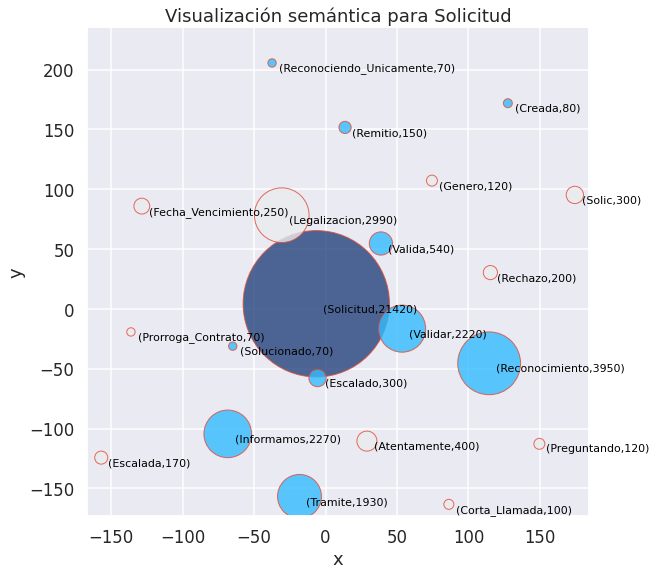 Visualización semántica para Solicitud
200
150
100
50
0
−50
−100
−150
y
(Reconociendo_Unicamente,70)
(Creada,80)
(Remitio,150)
(Genero,120)
(Solic,300)
(Fecha_Vencimiento,250)
(Legalizacion,2990)
(Valida,540)
(Rechazo,200)
(Solicitud,21420)
(Validar,2220)
(Prorroga_Contrato,70)
(Solucionado,70)
(Reconocimiento,3950)
(Escalado,300)
(Informamos,2270)
(Atentamente,400)
(Preguntando,120)
(Escalada,170)
(Tramite,1930)
(Corta_Llamada,100)
−150 −100 −50 0 50 100 150
x